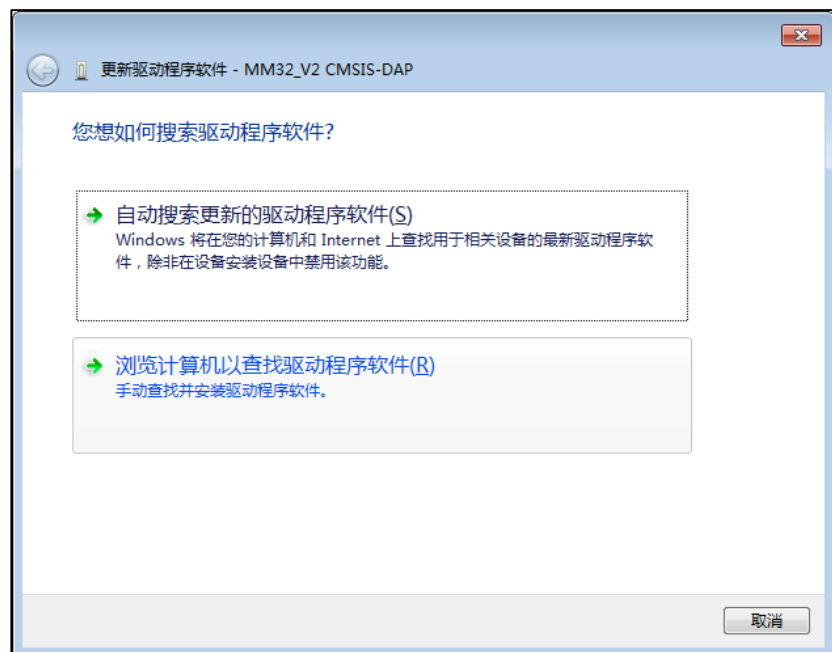 更新驱动程序软件 - MM32_V2 CMSIS-DAP
您想如何搜索驱动程序软件?
自动搜索更新的驱动程序软件(S)
Windows 将在您的计算机和 Internet 上查找用于相关设备的最新驱动程序软
件，除非在设备安装设备中禁用该功能。
浏览计算机以查找驱动程序软件(R)
手动查找并安装驱动程序软件。
取消